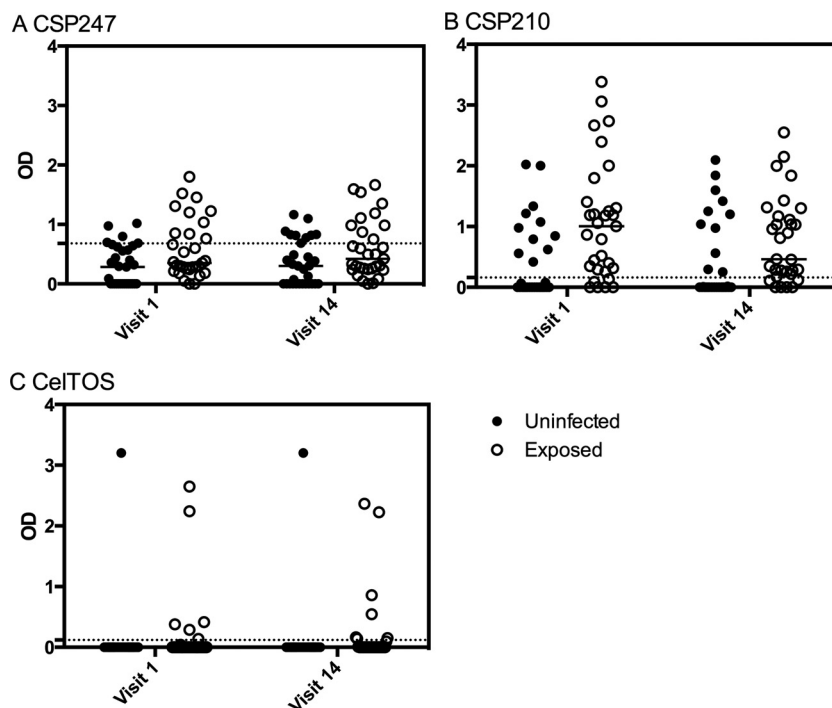 A CSP247
4
3
2
1
0
OD
Visit 1
Visit 14
B CSP210
4
3
2
1
0
Visit 1
Visit 14
C CelTOS
4
3
2
1
0
OD
Visit 1
Visit 14
Uninfected
Exposed